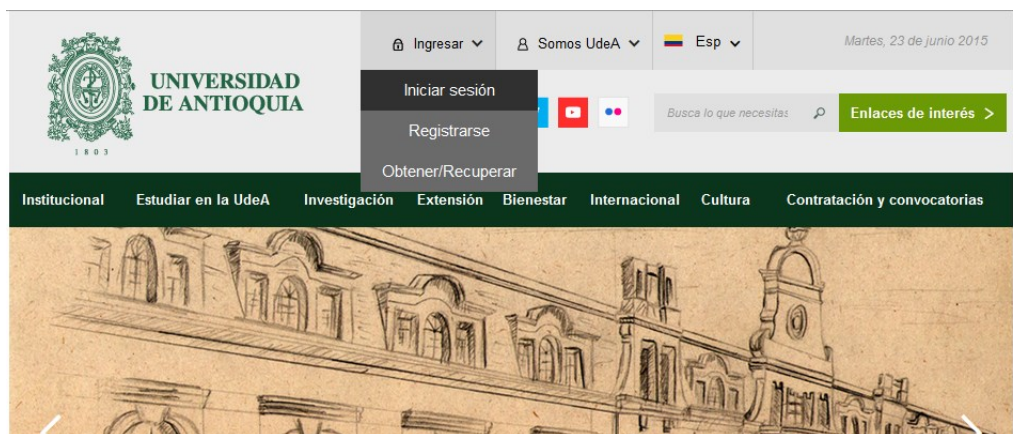 Ingresar
Somos UdeA
Esp
Martes, 23 de junio 2015
UNIVERSIDAD
DE ANTIOQUIA
1803
Iniciar sesión
Registrarse
Obtener/Recuperar
Busca lo que necesitas
Enlaces de interés >
Institucional Estudiar en la UdeA Investigación Extensión Bienestar Internacional Cultura Contratación y convocatorias